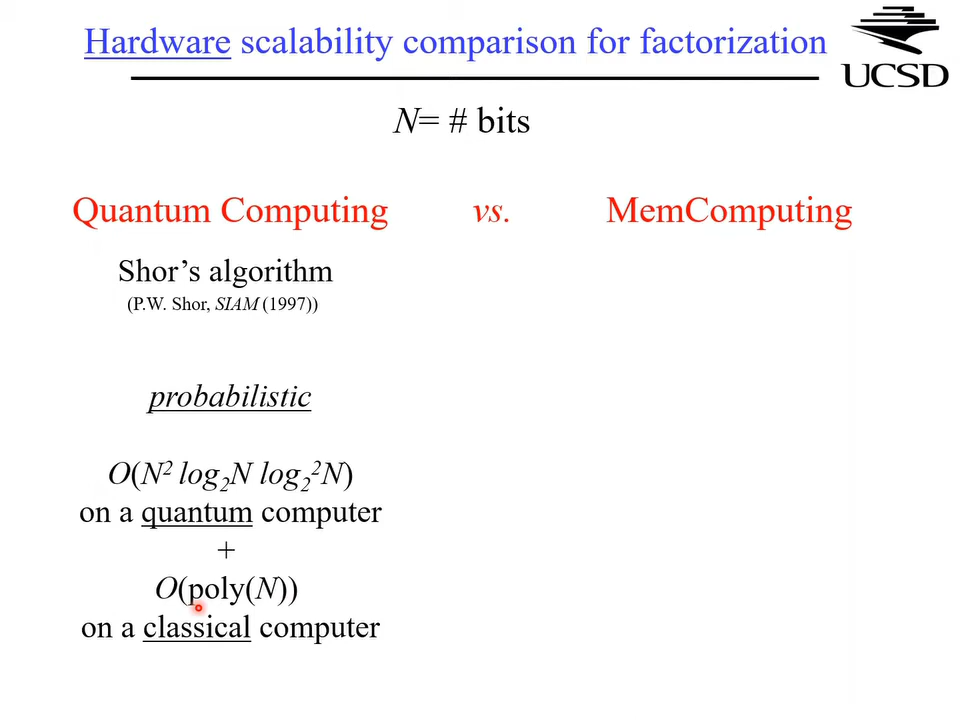 Hardware scalability comparison for factorization
UCSD
N= # bits
Quantum Computing vs. MemComputing
Shor’s algorithm
(P.W. Shor, SIAM (1997))
probabilistic
O(N² log₂N log₂²N)
on a quantum computer
+
O(poly(N))
on a classical computer